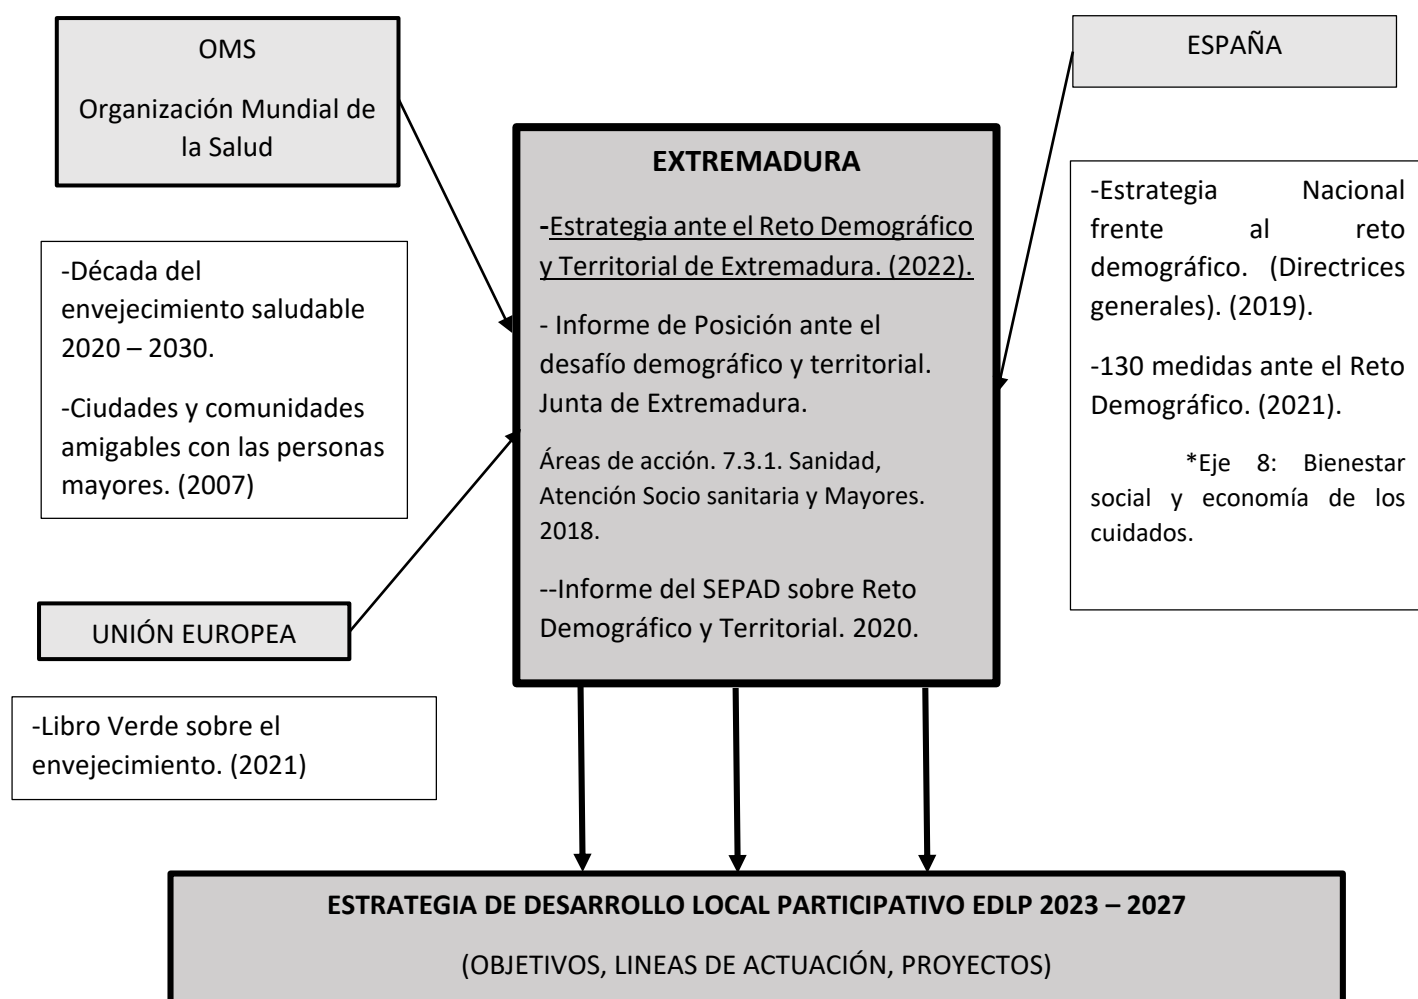 OMS
Organización Mundial de
la Salud
-Década del
envejecimiento saludable
2020 – 2030.
-Ciudades y comunidades
amigables con las personas
mayores. (2007)
UNIÓN EUROPEA
-Libro Verde sobre el
envejecimiento. (2021)
EXTREMADURA
-Estrategia ante el Reto Demográfico
y Territorial de Extremadura. (2022).
- Informe de Posición ante el
desafío demográfico y territorial.
Junta de Extremadura.
Áreas de acción. 7.3.1. Sanidad,
Atención Socio sanitaria y Mayores.
2018.
--Informe del SEPAD sobre Reto
Demográfico y Territorial. 2020.
ESPAÑA
-Estrategia Nacional
frente al reto
demográfico. (Directrices
generales). (2019).
-130 medidas ante el Reto
Demográfico. (2021).
*Eje 8: Bienestar
social y economía de los
cuidados.
ESTRATEGIA DE DESARROLLO LOCAL PARTICIPATIVO EDLP 2023 – 2027
(OBJETIVOS, LINEAS DE ACTUACIÓN, PROYECTOS)